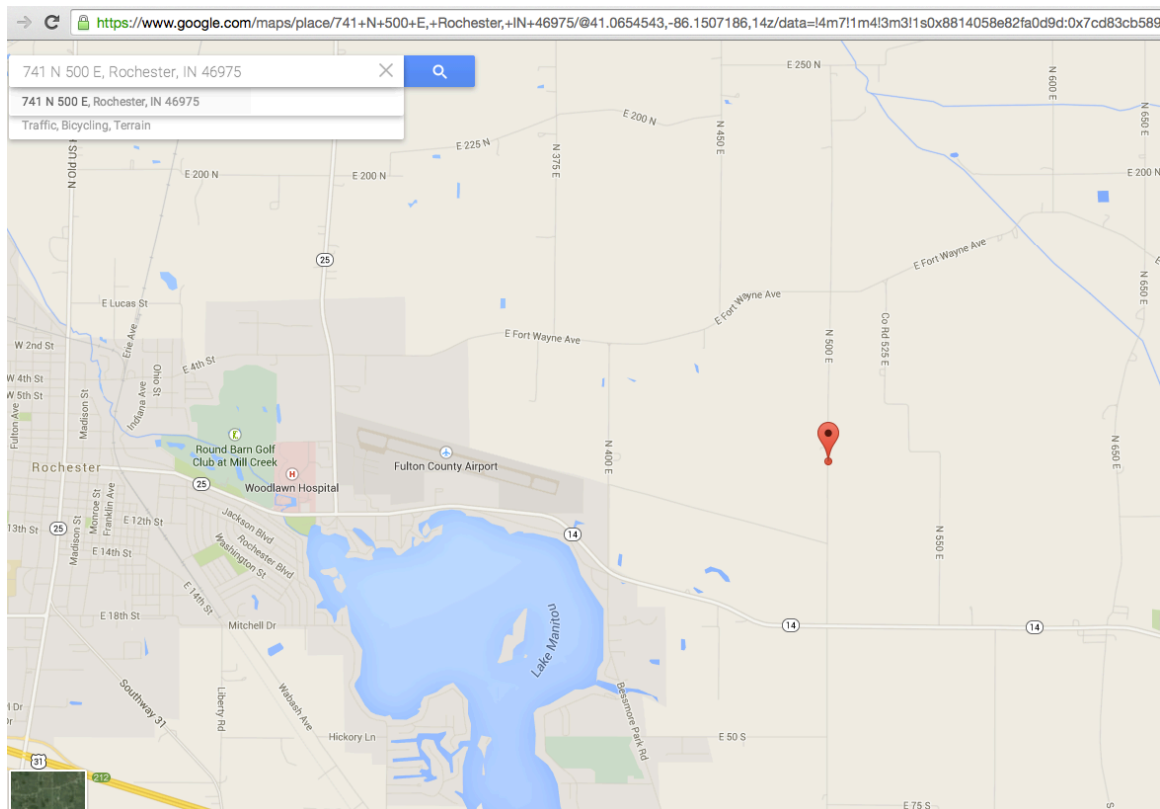 https://www.google.com/maps/place/741+N+500+E,+Rochester,+IN+46975/@41.0654543,-86.1507186,14z/data=!4m7!1m4!3m3!1s0x8814058e82fa0d9d:0x7cd83cb589
741 N 500 E, Rochester, IN 46975
741 N 500 E, Rochester, IN 46975
Traffic, Bicycling, Terrain
E 250 N
N 600 E
N 650 E
E 200 N
N 450 E
N 375 E
E 225 N
N Old US
E 200 N
E 200 N
E 200 N
25
E Fort Wayne Ave
N 650 E
E Lucas St
E Fort Wayne Ave
Erie Ave
E Fort Wayne Ave
N 500 E
Co Rd 525 E
W 2nd St
E 4th St
Ohio St
W 4th St
W 5th St
Madison St
Indiana Ave
Fulton Ave
Round Barn Golf
Club at Mill Creek
N 400 E
N 650 E
Rochester
Fulton County Airport
H
Woodlawn Hospital
25
Monroe St
Franklin Ave
E 12th St
Jackson Blvd
13th St
25
14
Madison St
E 14th St
Rochester Blvd
Washington St
N 550 E
E 14th St
E 18th St
Mitchell Dr
14
14
Lake Manitou
Southway 31
Liberty Rd
Wabash Ave
Bessmore Park Rd
Dr
Dr
Hickory Ln
E 50 S
31
212
E 75 S
S